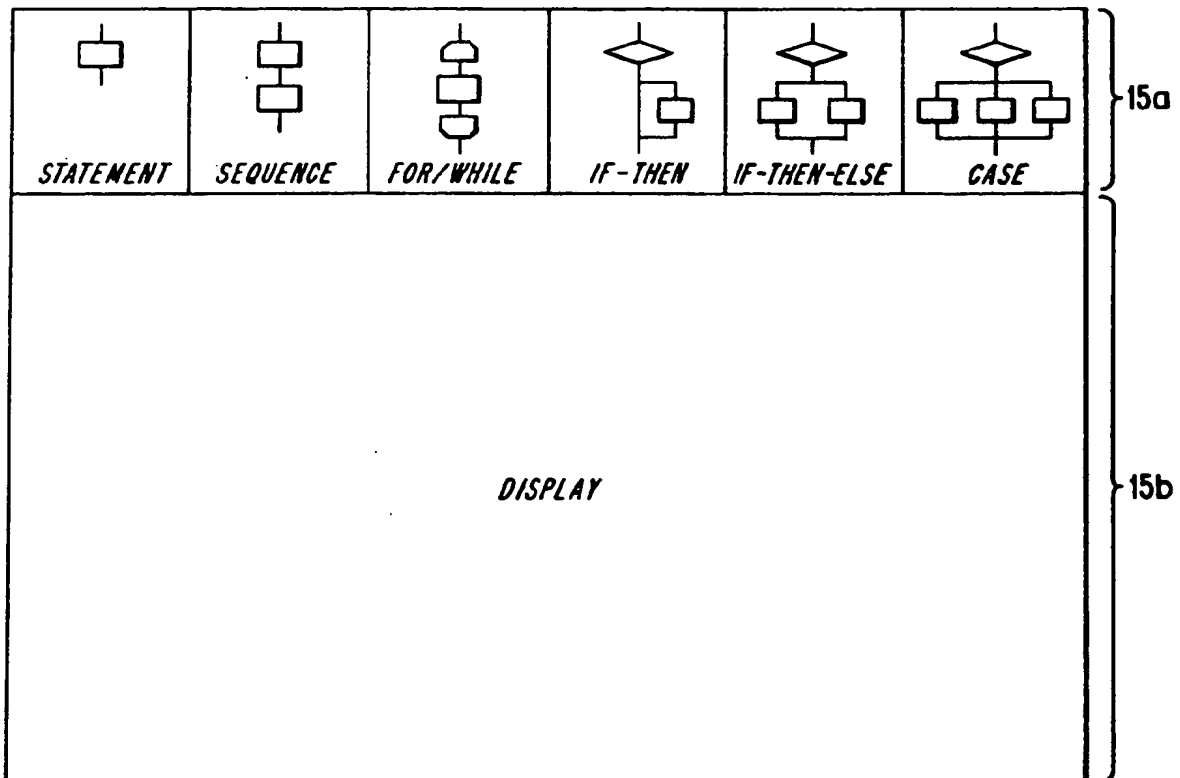 15a
STATEMENT SEQUENCE FOR/WHILE IF-THEN IF-THEN-ELSE CASE
DISPLAY
15b